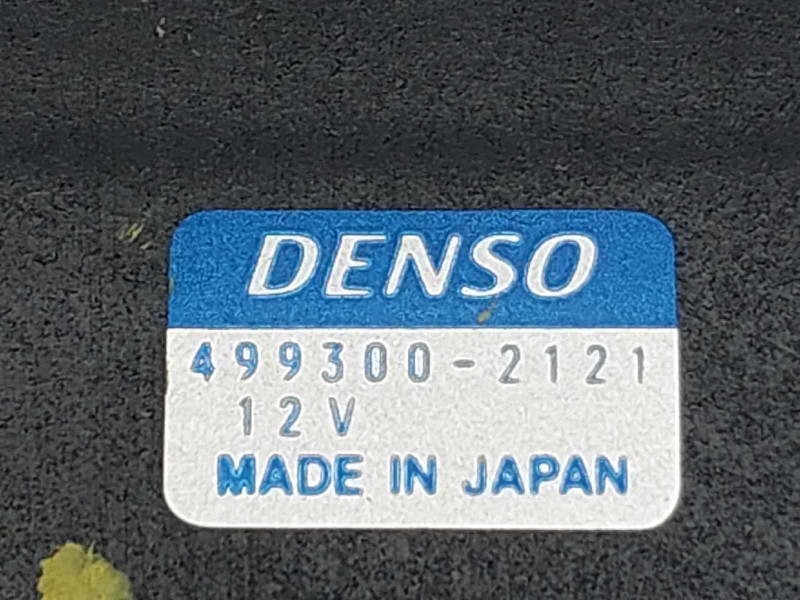 DENSO
499300-2121
12V
MADE IN JAPAN